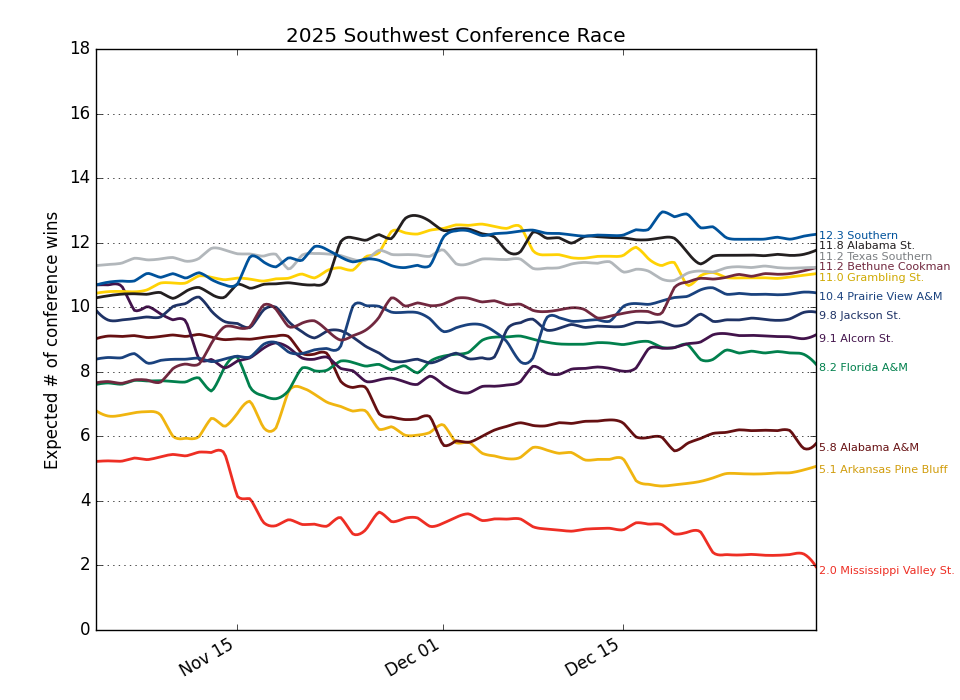 2025 Southwest Conference Race
Expected # of conference wins
18
16
14
12
10
8
6
4
2
0
Nov 15
Dec 01
Dec 15
12.3 Southern
11.8 Alabama St.
11.2 Texas Southern
11.2 Bethune Cookman
11.0 Grambling St.
10.4 Prairie View A&M
9.8 Jackson St.
9.1 Alcorn St.
8.2 Florida A&M
5.8 Alabama A&M
5.1 Arkansas Pine Bluff
2.0 Mississippi Valley St.